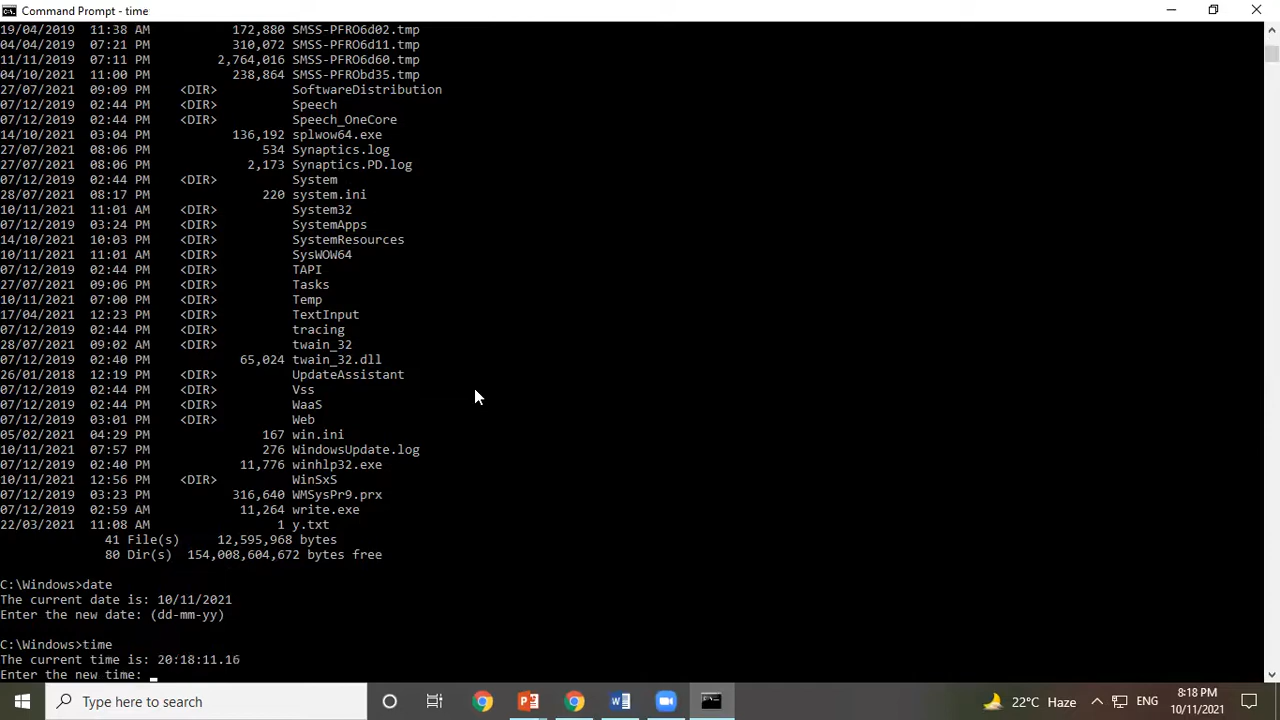 Command Prompt - time
19/04/2019  11:38 AM           172,880 SMSS-PFRO6d02.tmp
04/04/2019  07:21 PM           310,072 SMSS-PFRO6d11.tmp
11/11/2019  07:11 PM         2,764,016 SMSS-PFRO6d60.tmp
04/10/2021  11:00 PM           238,864 SMSS-PFRObd35.tmp
27/07/2021  09:09 PM    <DIR>          SoftwareDistribution
07/12/2019  02:44 PM    <DIR>          Speech
07/12/2019  02:44 PM    <DIR>          Speech_OneCore
14/10/2021  03:04 PM           136,192 splwow64.exe
27/07/2021  08:06 PM               534 Synaptics.log
27/07/2021  08:06 PM             2,173 Synaptics.PD.log
07/12/2019  02:44 PM    <DIR>          System
28/07/2021  08:17 PM               220 system.ini
10/11/2021  11:01 AM    <DIR>          System32
07/12/2019  03:24 PM    <DIR>          SystemApps
14/10/2021  10:03 PM    <DIR>          SystemResources
10/11/2021  11:01 AM    <DIR>          SysWOW64
07/12/2019  02:44 PM    <DIR>          TAPI
27/07/2021  09:06 PM    <DIR>          Tasks
10/11/2021  07:00 PM    <DIR>          Temp
17/04/2021  12:23 PM    <DIR>          TextInput
07/12/2019  02:44 PM    <DIR>          tracing
28/07/2021  09:02 AM    <DIR>          twain_32
07/12/2019  02:40 PM            65,024 twain_32.dll
26/01/2018  12:19 PM    <DIR>          UpdateAssistant
07/12/2019  02:44 PM    <DIR>          Vss
07/12/2019  02:44 PM    <DIR>          WaaS
07/12/2019  03:01 PM    <DIR>          Web
05/02/2021  04:29 PM               167 win.ini
10/11/2021  07:57 PM               276 WindowsUpdate.log
07/12/2019  02:40 PM            11,776 winhlp32.exe
10/11/2021  12:56 PM    <DIR>          WinSxS
07/12/2019  03:23 PM           316,640 WMSysPr9.prx
07/12/2019  02:59 AM            11,264 write.exe
22/03/2021  11:08 AM                 1 y.txt
41 File(s)     12,595,968 bytes
80 Dir(s)  154,008,604,672 bytes free
C:\Windows>date
The current date is: 10/11/2021
Enter the new date: (dd-mm-yy)
C:\Windows>time
The current time is: 20:18:11.16
Enter the new time:
Type here to search
22°C Haze
ENG
8:18 PM
10/11/2021